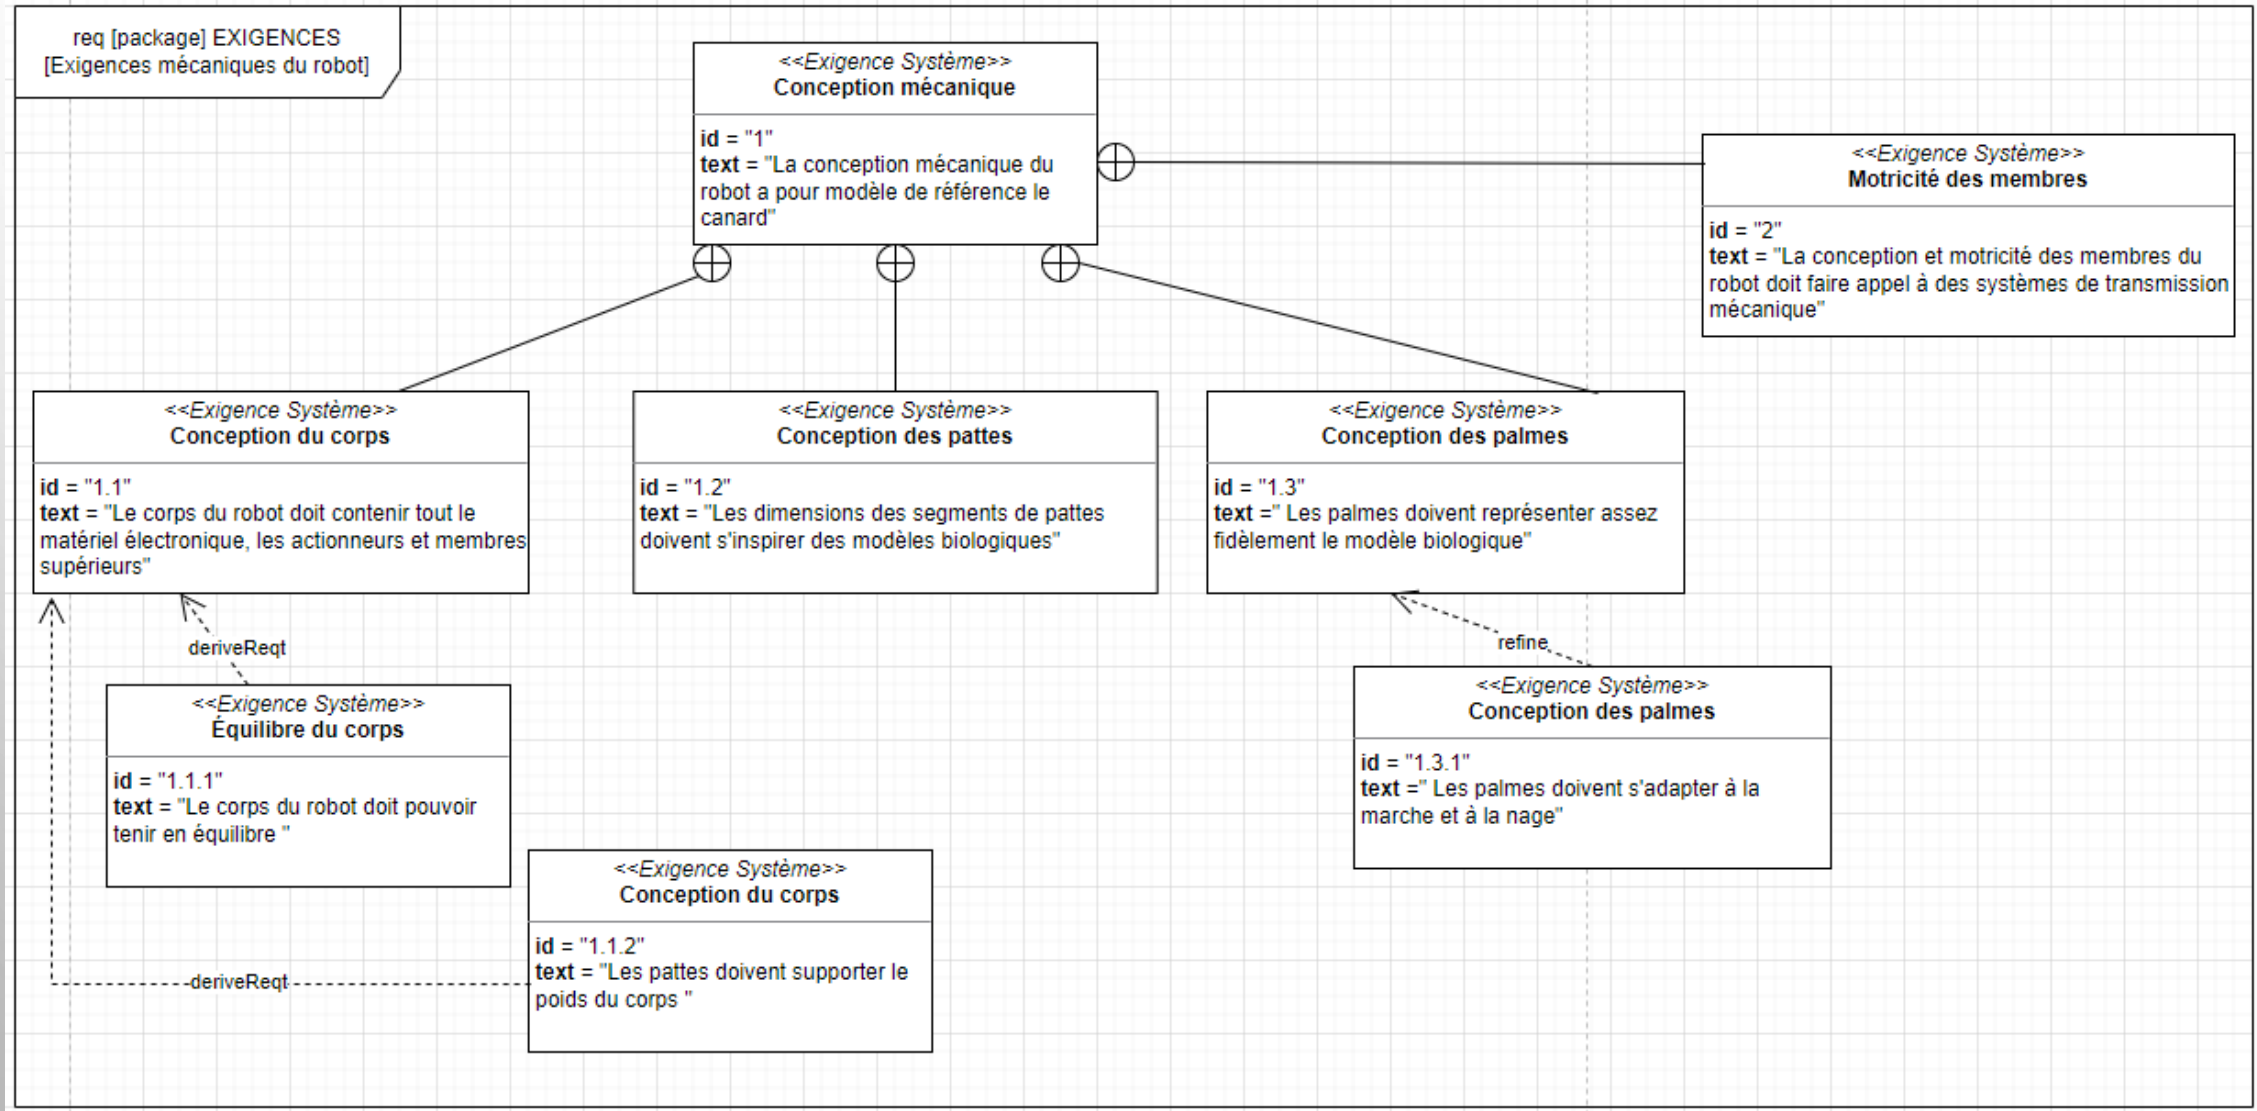 req [package] EXIGENCES
[Exigences mécaniques du robot]
<<Exigence Système>>
Conception mécanique
id = "1"
text = "La conception mécanique du
robot a pour modèle de référence le
canard"
<<Exigence Système>>
Motricité des membres
id = "2"
text = "La conception et motricité des membres du
robot doit faire appel à des systèmes de transmission
mécanique"
<<Exigence Système>>
Conception du corps
id = "1.1"
text = "Le corps du robot doit contenir tout le
matériel électronique, les actionneurs et membres
supérieurs"
<<Exigence Système>>
Conception des pattes
id = "1.2"
text = "Les dimensions des segments de pattes
doivent s'inspirer des modèles biologiques"
<<Exigence Système>>
Conception des palmes
id = "1.3"
text =" Les palmes doivent représenter assez
fidèlement le modèle biologique"
deriveReqt
refine
<<Exigence Système>>
Équilibre du corps
id = "1.1.1"
text = "Le corps du robot doit pouvoir
tenir en équilibre "
<<Exigence Système>>
Conception des palmes
id = "1.3.1"
text =" Les palmes doivent s'adapter à la
marche et à la nage"
<<Exigence Système>>
Conception du corps
id = "1.1.2"
text = "Les pattes doivent supporter le
poids du corps "
deriveReqt